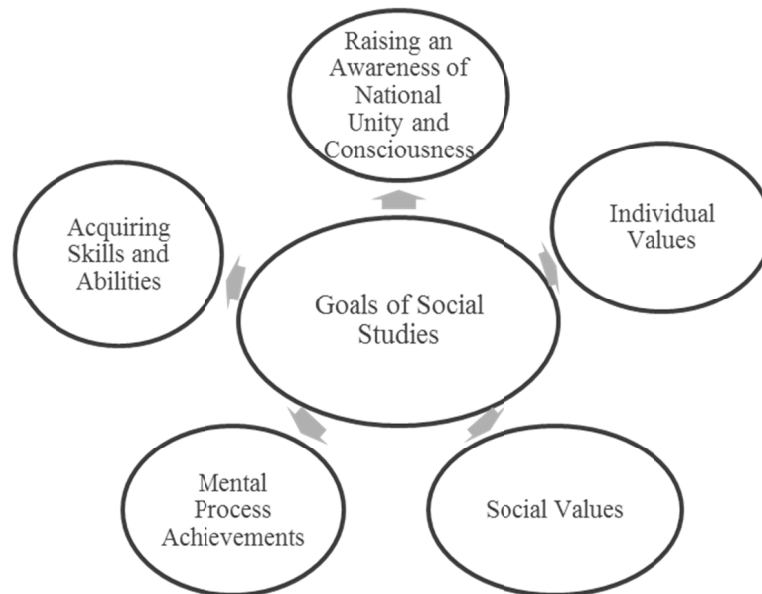 Raising an
Awareness of
National
Unity and
Consciousness
Individual
Values
Acquiring
Skills and
Abilities
Goals of Social
Studies
Mental
Process
Achievements
Social Values